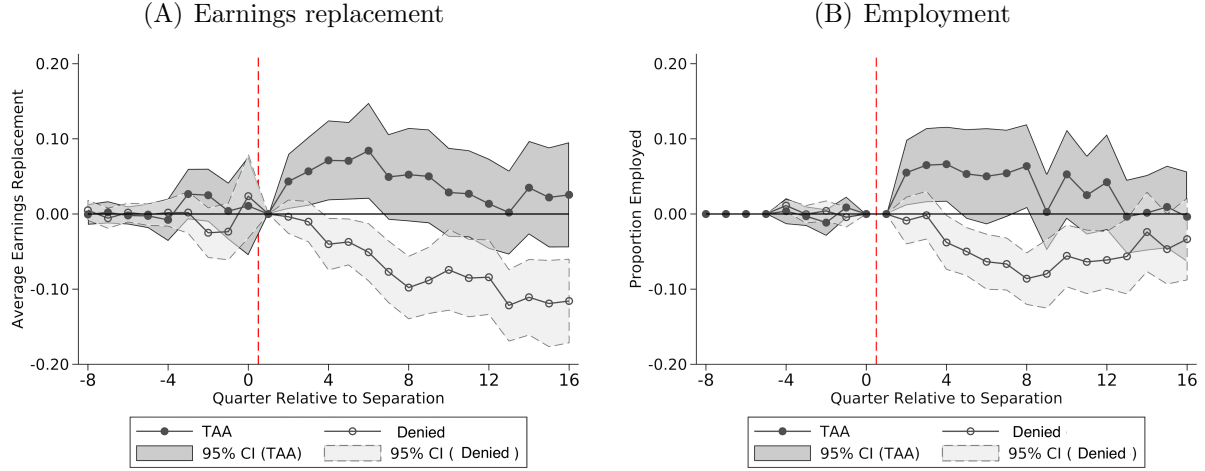 (A) Earnings replacement
Average Earnings Replacement
0.20
0.10
0.00
-0.10
-0.20
-8
-4
0
4
8
12
16
Quarter Relative to Separation
TAA
Denied
95% CI (TAA)
95% CI ( Denied )
(B) Employment
Proportion Employed
0.20
0.10
0.00
-0.10
-0.20
-8
-4
0
4
8
12
16
Quarter Relative to Separation
TAA
Denied
95% CI (TAA)
95% CI ( Denied )